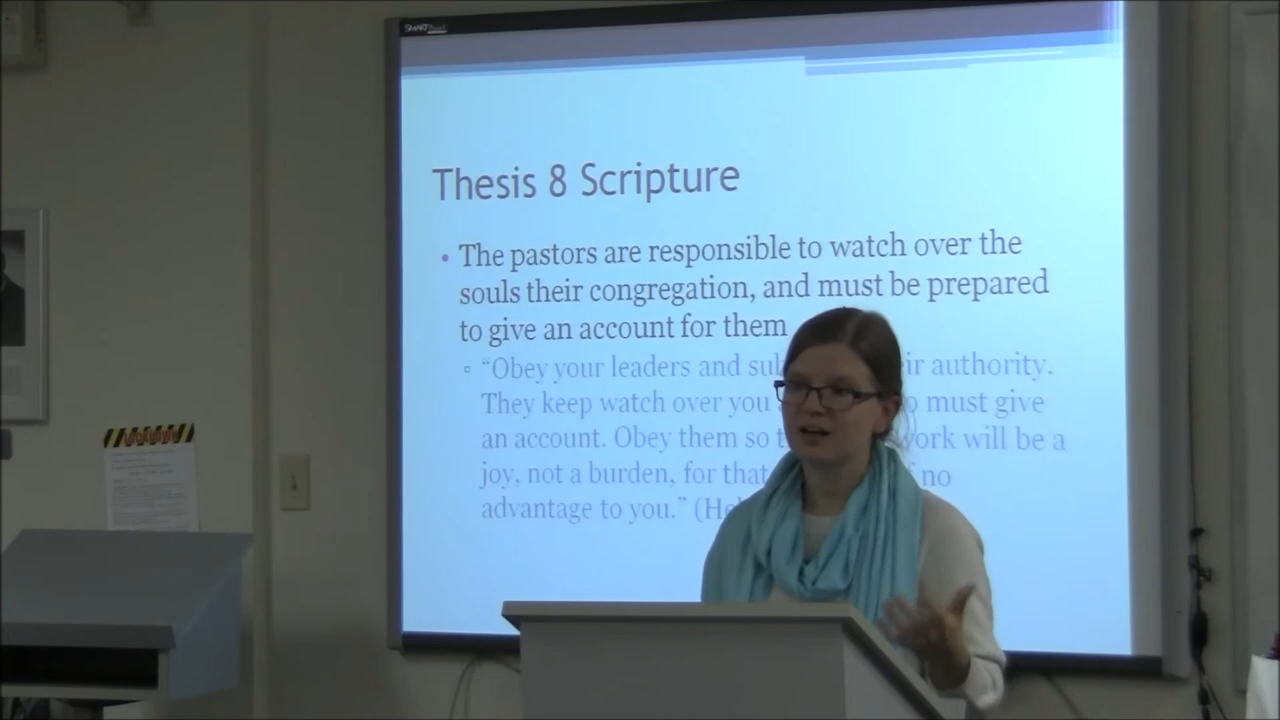 SMART
Thesis 8 Scripture
• The pastors are responsible to watch over the
souls their congregation, and must be prepared
to give an account for them
▫ “Obey your leaders and ir authority.
They keep watch over you must give
an account. Obey them so work will be a
joy, not a burden, for that no
advantage to you.” (He